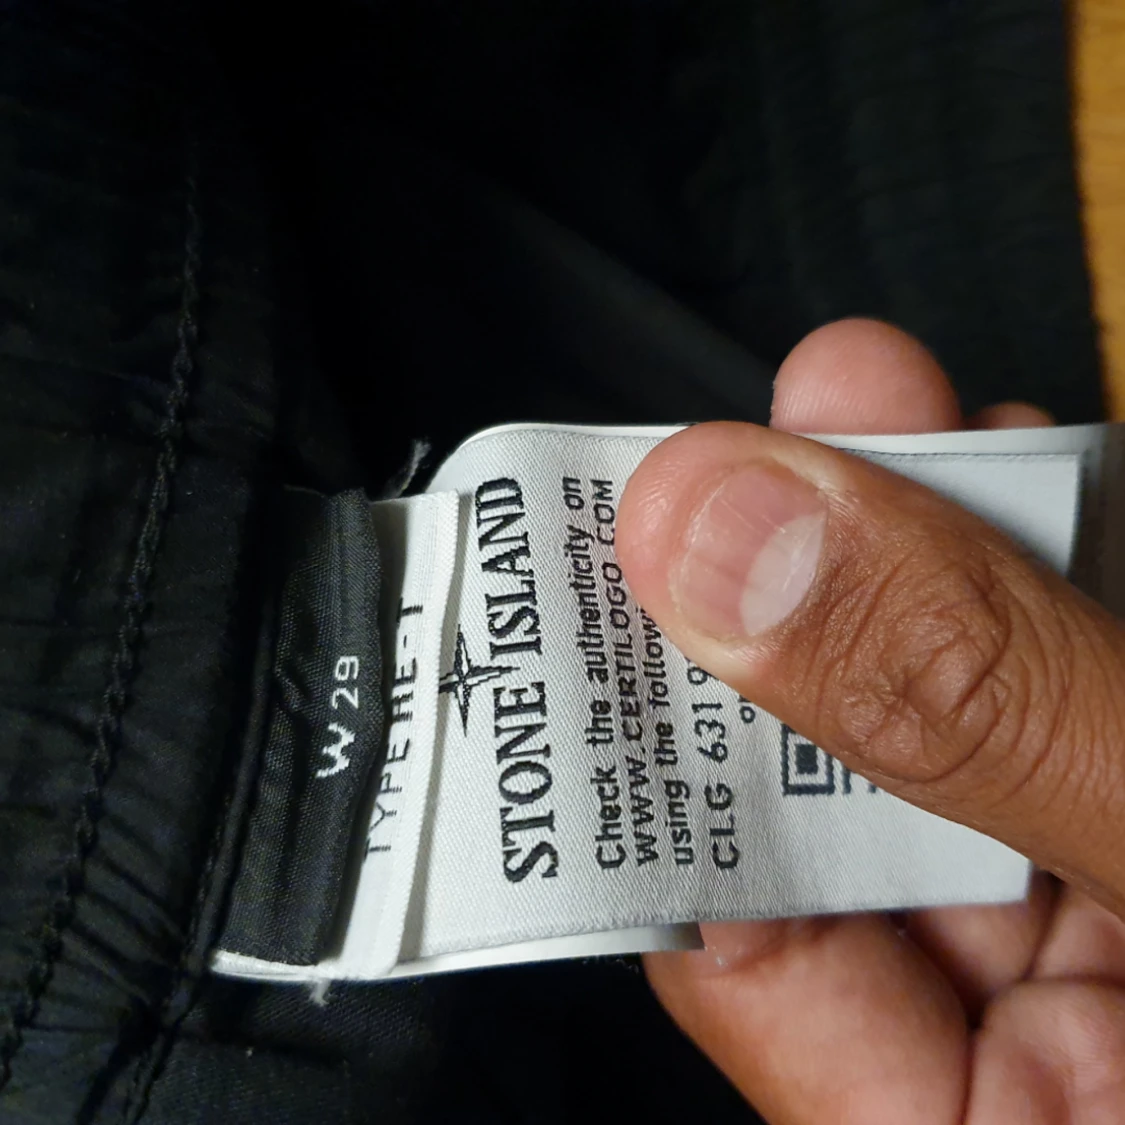 W 29
TYPE RE-T
STONE ISLAND
Check the authenticity on
WWW.CERTILOGO.COM
using the
CLG 631